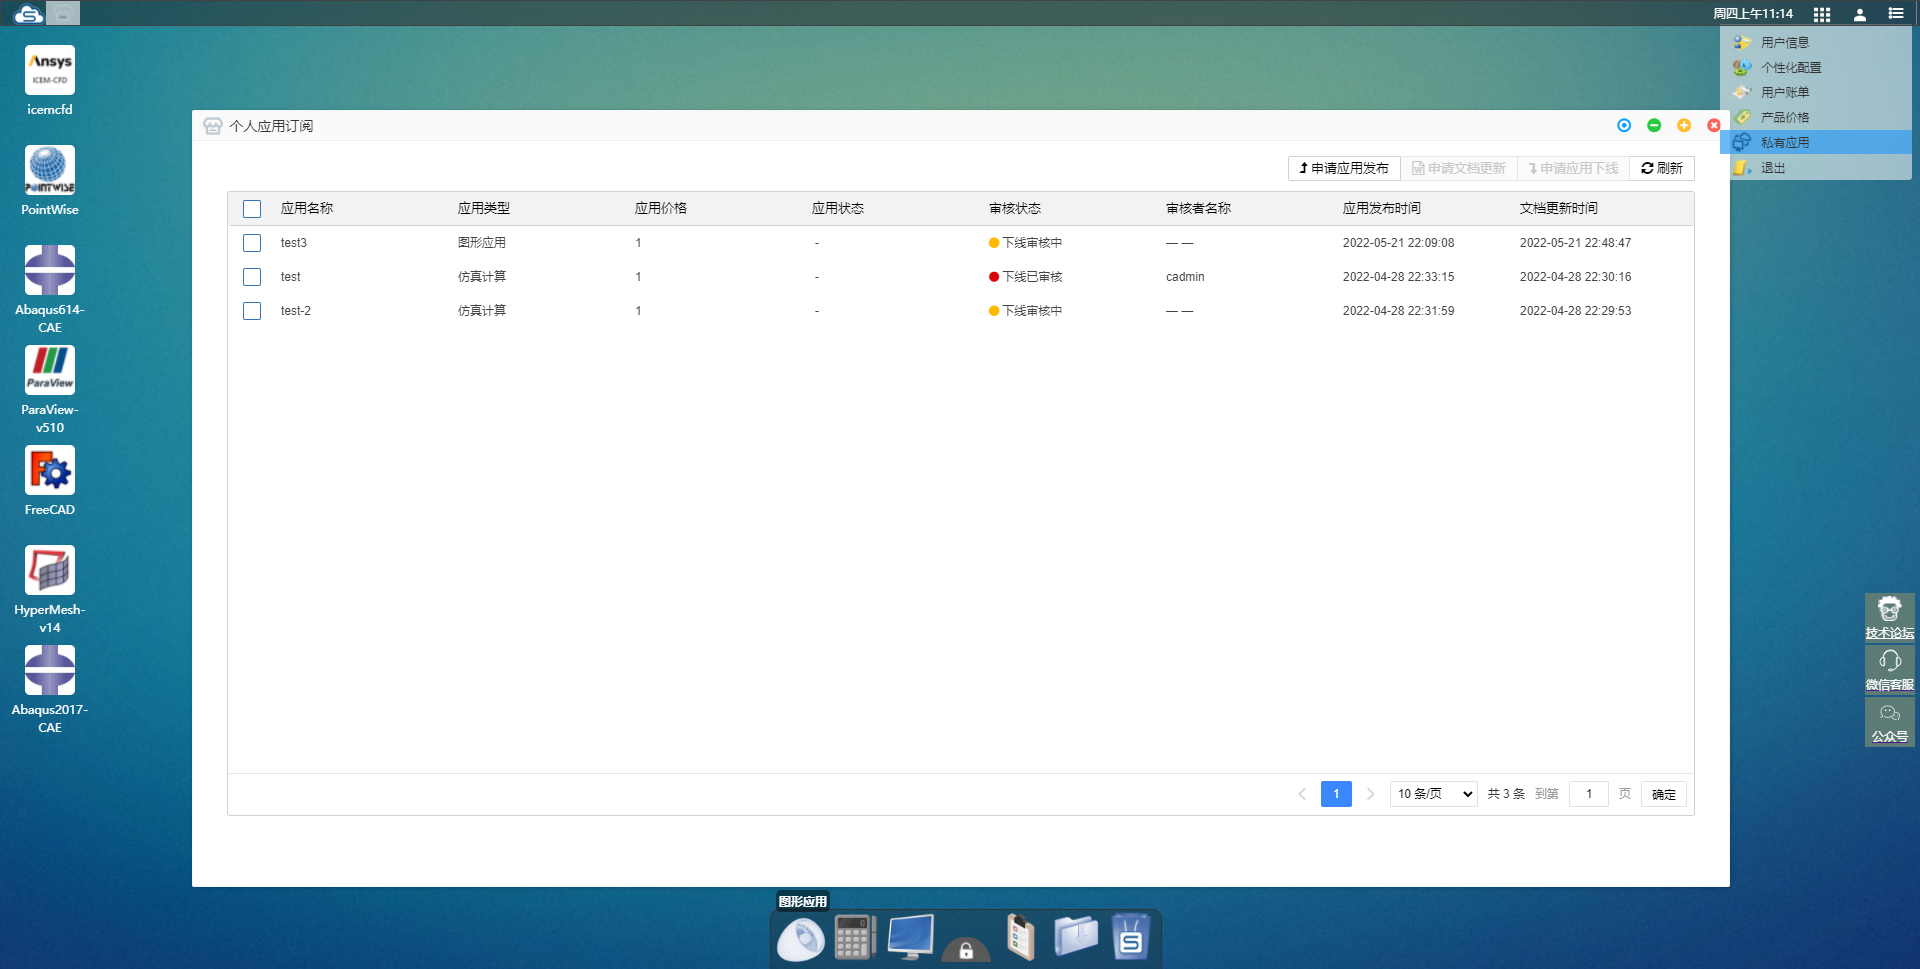 周四上午11:14
用户信息
个性化配置
用户账单
产品价格
私有应用
退出
Ansys
ICEM-CFD
icemcfd
POINTWISE
PointWise
Abaqus614-
CAE
ParaView
ParaView-
v510
FreeCAD
HyperMesh-
v14
Abaqus2017-
CAE
个人应用订阅
申请应用发布 申请文档更新 申请应用下线 刷新
应用名称 应用类型 应用价格 应用状态 审核状态 审核者名称 应用发布时间 文档更新时间
test3 图形应用 1 - 下线审核中 — — 2022-05-21 22:09:08 2022-05-21 22:48:47
test 仿真计算 1 - 下线已审核 cadmin 2022-04-28 22:33:15 2022-04-28 22:30:16
test-2 仿真计算 1 - 下线审核中 — — 2022-04-28 22:31:59 2022-04-28 22:29:53
1 10 条/页 共 3 条 到第 1 页 确定
技术论坛
微信客服
公众号
图形应用